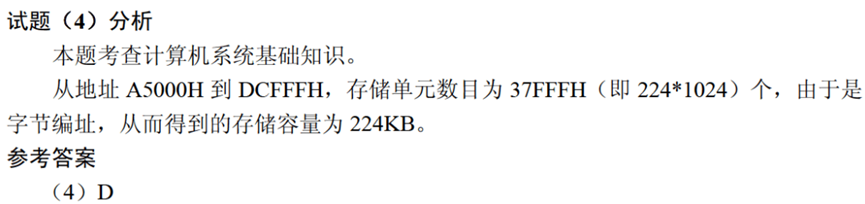 试题（4）分析
本题考查计算机系统基础知识。
从地址 A5000H 到 DCFFFH，存储单元数目为 37FFFH（即 224*1024）个，由于是
字节编址，从而得到的存储容量为 224KB。
参考答案
（4）D